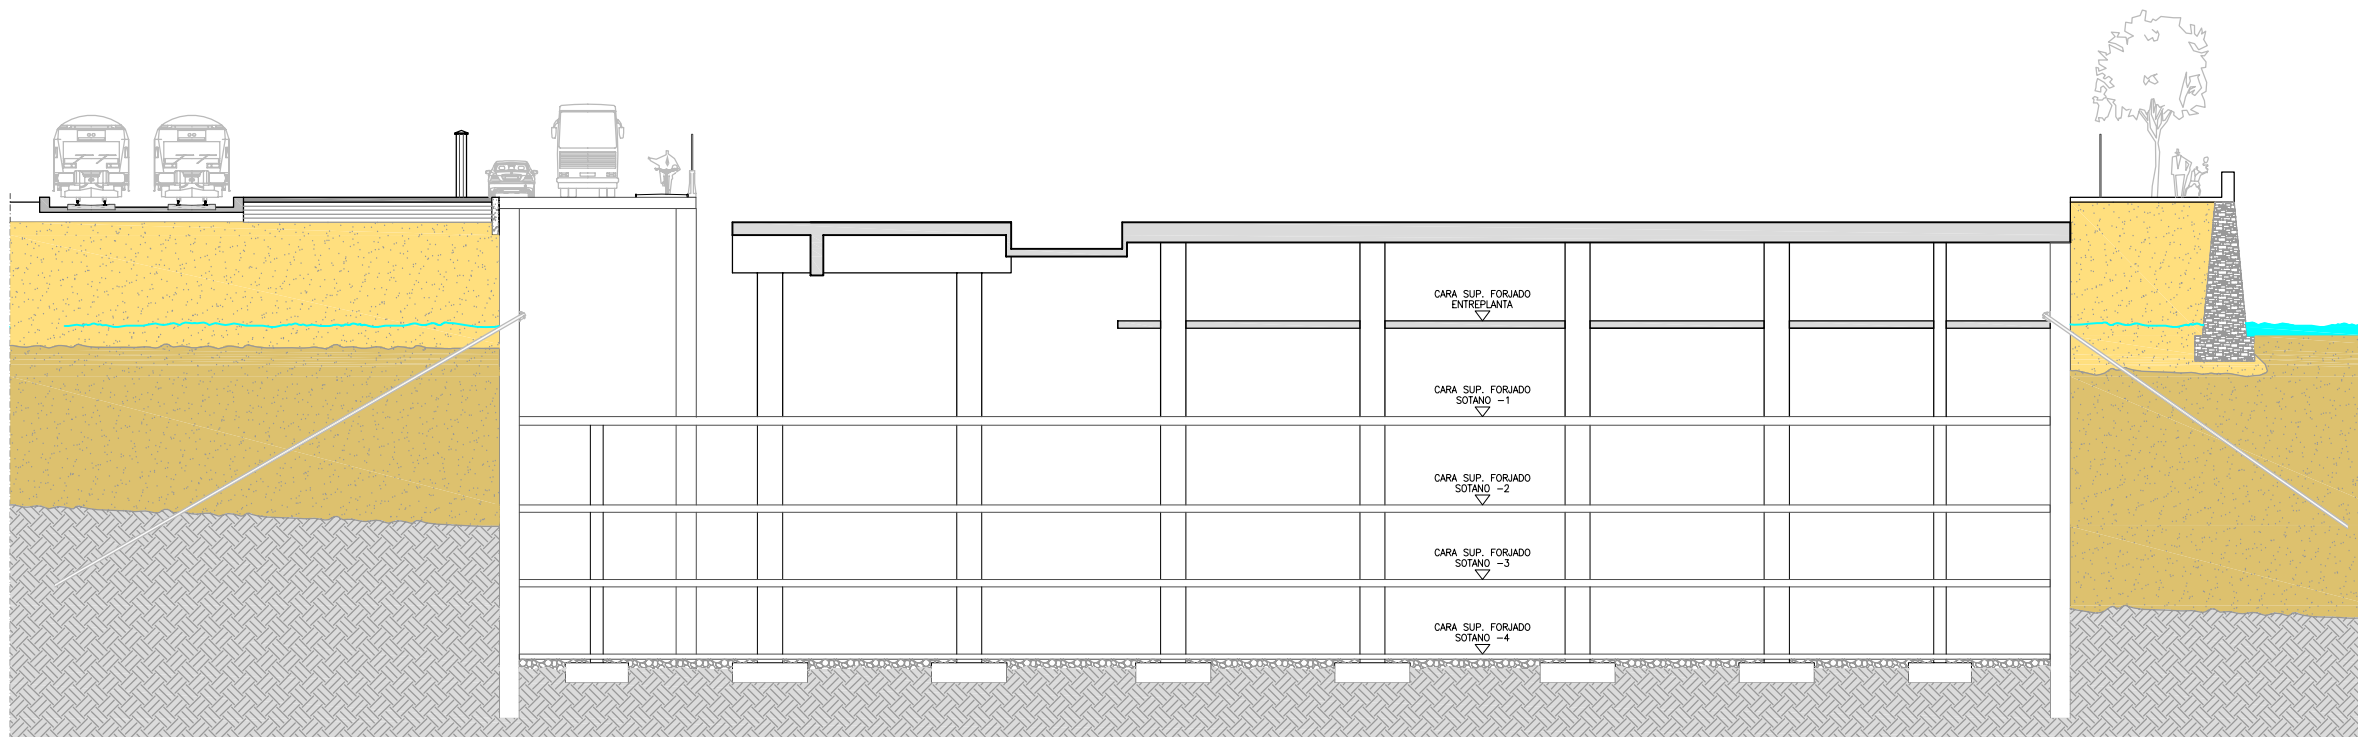 CARA SUP. FORJADO
ENTREPLANTA
CARA SUP. FORJADO
SOTANO -1
CARA SUP. FORJADO
SOTANO -2
CARA SUP. FORJADO
SOTANO -3
CARA SUP. FORJADO
SOTANO -4